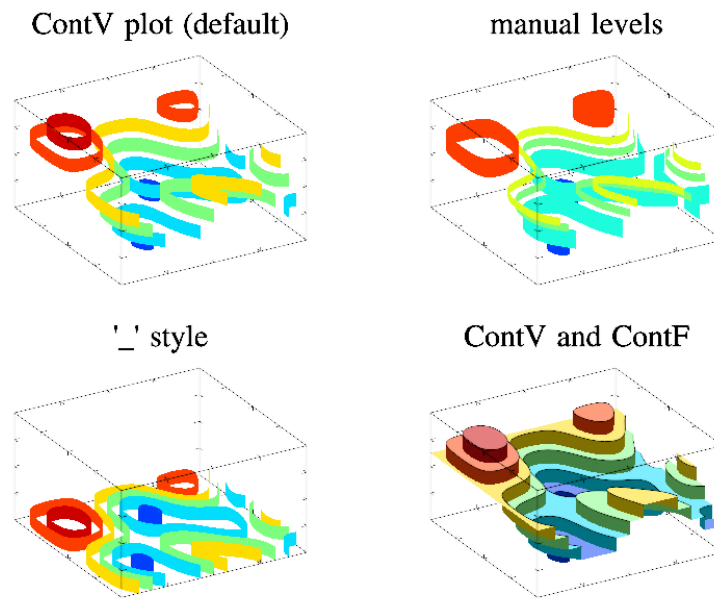 ContV plot (default)
manual levels
'_' style
ContV and ContF